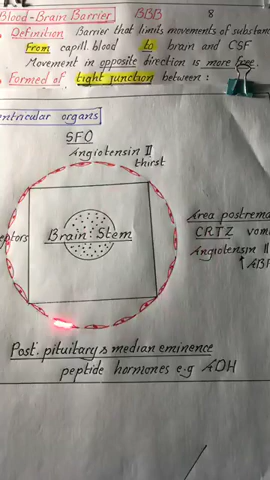 Blood-Brain Barrier BBB 8
Definition Barrier that limits movements of substanc
From capill blood to brain and CSF
Movement in opposite direction is more free.
Formed of tight junction between :
entricular organs
SFO
Angiotensin II
thirst
eptors
Brain Stem
Area postrema
CRTZ vom
Angiotensin II
ABP
Post. pituitary & median eminence
peptide hormones e.g ADH